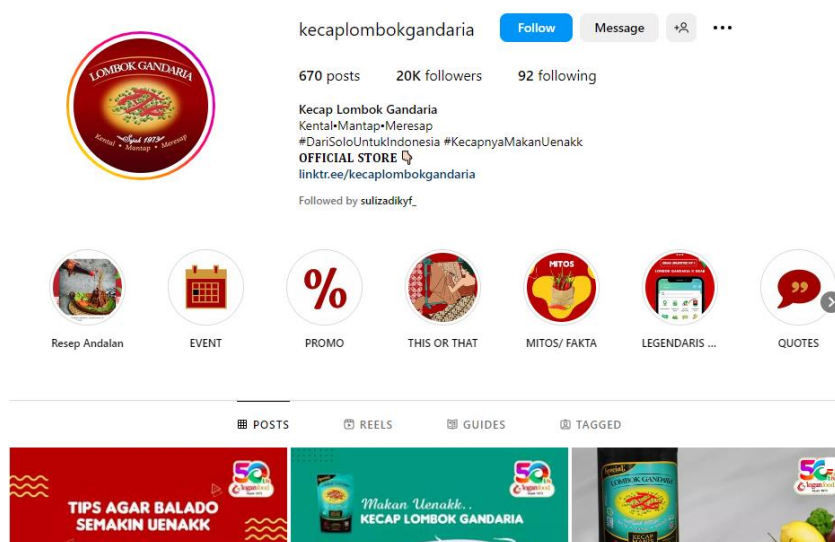 kecaplombokgandaria Follow Message
670 posts 20K followers 92 following
Kecap Lombok Gandaria
Kental•Mantap•Meresap
#DariSoloUntukIndonesia #KecapnyaMakanUenakk
OFFICIAL STORE
linktr.ee/kecaplombokgandaria
Followed by sulizadikyf_
LOMBOK GANDARIA
Sejak 1973
Kental • Mantap • Meresap
MITOS
Resep Andalan EVENT PROMO THIS OR THAT MITOS/ FAKTA LEGENDARIS ... QUOTES
POSTS REELS GUIDES TAGGED
TIPS AGAR BALADO
SEMAKIN UENAKK
Makan Uenakk..
KECAP LOMBOK GANDARIA
LOMBOK GANDARIA
KECAP
MANIS